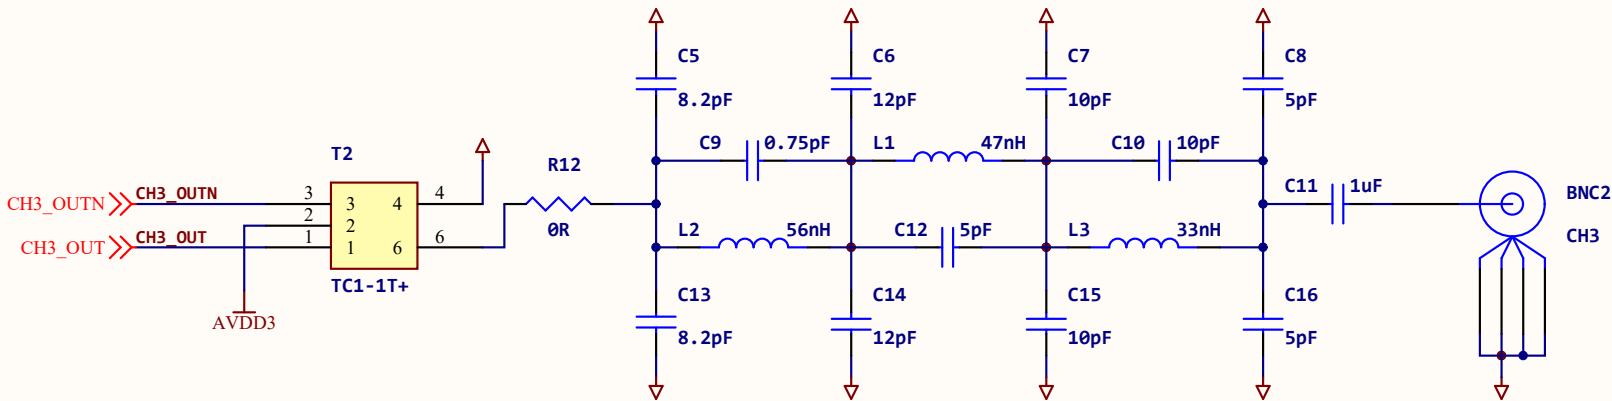 C5
8.2pF
C6
12pF
C7
10pF
C8
5pF
C9
0.75pF
L1
47nH
C10
10pF
T2
R12
0R
CH3_OUTN
CH3_OUTN
3
3
4
4
2
2
CH3_OUT
CH3_OUT
1
1
6
6
TC1-1T+
AVDD3
L2
56nH
C12
5pF
L3
33nH
C11
1uF
BNC2
CH3
C13
8.2pF
C14
12pF
C15
10pF
C16
5pF